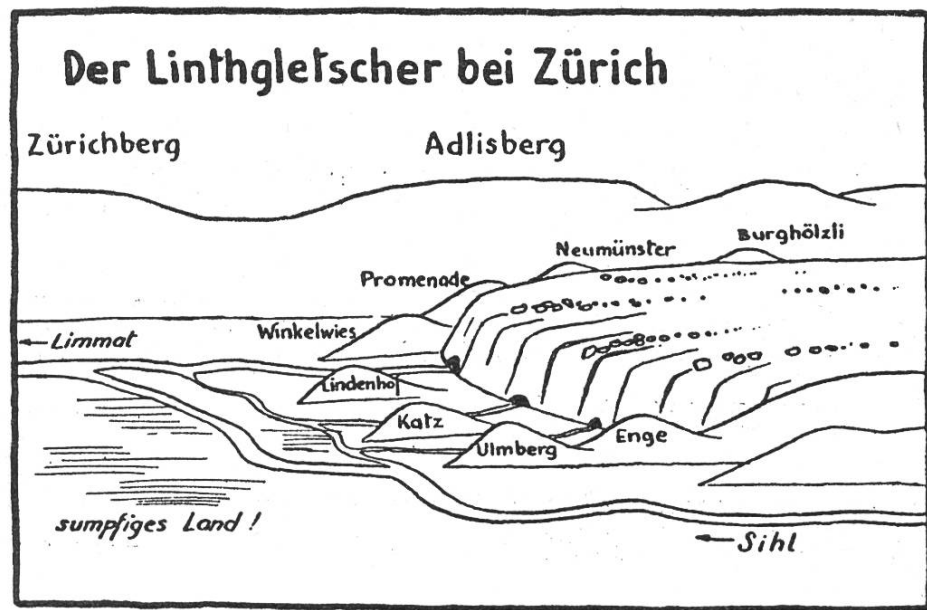 Der Linthgletscher bei Zürich
Zürichberg
Adlisberg
Burghölzli
Neumünster
Promenade
Winkelwies
← Limmat
Lindenhof
Katz
Ulmberg
Enge
sumpfiges Land !
← Sihl